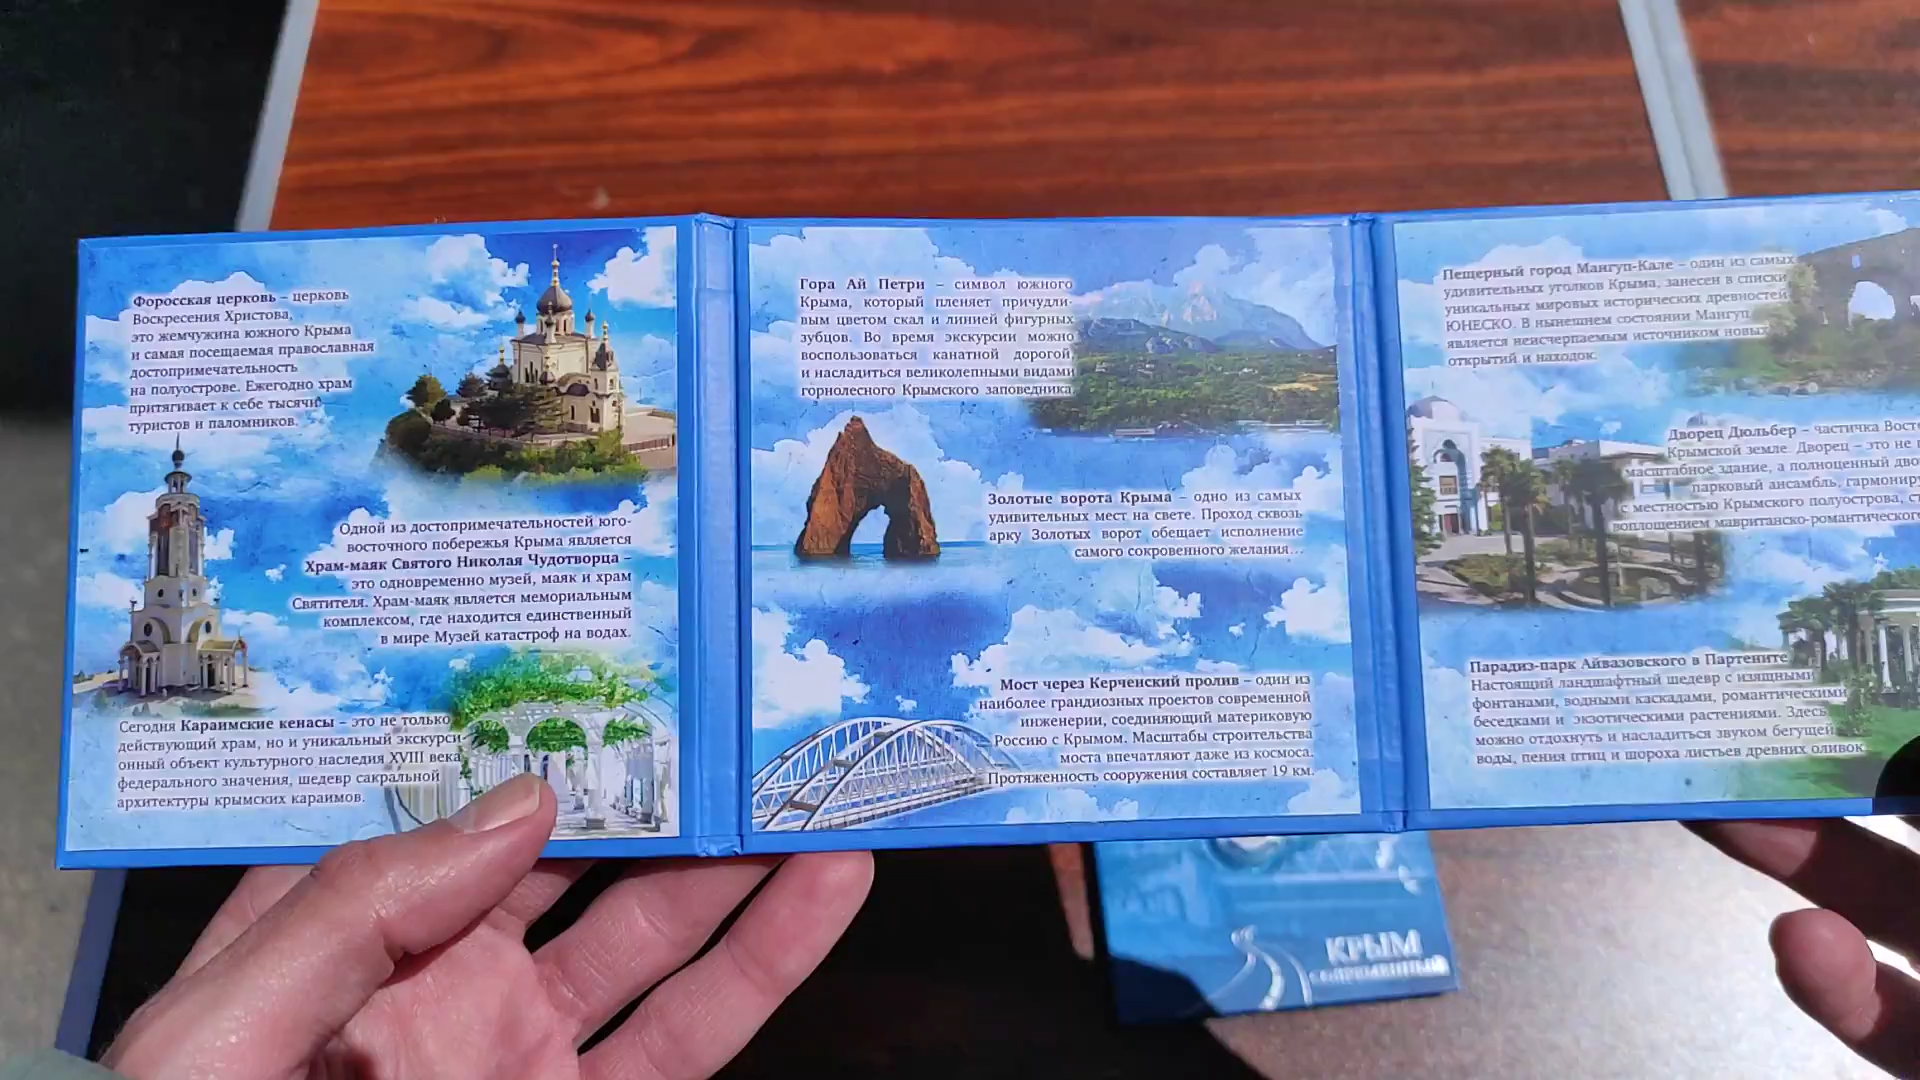 Форосская церковь – церковь
Воскресения Христова,
это жемчужина южного Крыма
и самая посещаемая православная
достопримечательность
на полуострове. Ежегодно храм
притягивает к себе тысячи
туристов и паломников.
Одной из достопримечательностей юго-
восточного побережья Крыма является
Храм-маяк Святого Николая Чудотворца –
это одновременно музей, маяк и храм
Святителя. Храм-маяк является мемориальным
комплексом, где находится единственный
в мире Музей катастроф на водах.
Сегодня Караимские кенасы – это не только
действующий храм, но и уникальный экскурси
онный объект культурного наследия XVIII века
федерального значения, шедевр сакральной
архитектуры крымских караимов.
Гора Ай Петри – символ южного
Крыма, который пленяет причудли-
вым цветом скал и линией фигурных
зубцов. Во время экскурсии можно
воспользоваться канатной дорогой
и насладиться великолепными видами
горнолесного Крымского заповедника
Золотые ворота Крыма – одно из самых
удивительных мест на свете. Проход сквозь
арку Золотых ворот обещает исполнение
самого сокровенного желания...
Мост через Керченский пролив – один из
наиболее грандиозных проектов современной
инженерии, соединяющий материковую
Россию с Крымом. Масштабы строительства
моста впечатляют даже из космоса.
Протяженность сооружения составляет 19 км.
Пещерный город Мангуп-Кале – один из самых
удивительных уголков Крыма, занесен в списки
уникальных мировых исторических древностей
ЮНЕСКО. В нынешнем состоянии Мангуп
является неисчерпаемым источником новых
открытий и находок.
Дворец Дюльбер – частичка
Крымской земле. Дворец – это не
масштабное здание, а полноценный
парковый ансамбль,
с местностью Крымского полуострова,
воплощением мавританско-романтического
Парадиз-парк Айвазовского в Партените
Настоящий ландшафтный шедевр с изящными
фонтанами, водными каскадами, романтическими
беседками и экзотическими растениями. Здесь
можно отдохнуть и насладиться звуком бегущей
воды, пения птиц и шороха листьев древних оливок
КРЫМ
СОВРЕМЕННЫЙ